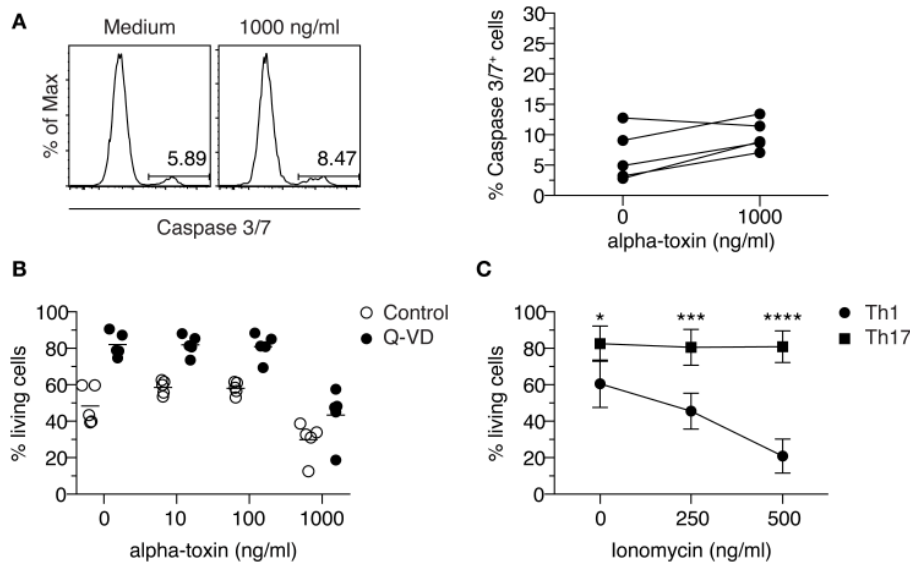 A
Medium
1000 ng/ml
% of Max
5.89
8.47
Caspase 3/7
% Caspase 3/7+ cells
30
25
20
15
10
5
0
0
1000
alpha-toxin (ng/ml)
B
Control
Q-VD
% living cells
100
80
60
40
20
0
0
10
100
1000
alpha-toxin (ng/ml)
C
Th1
Th17
*
***
****
% living cells
100
80
60
40
20
0
0
250
500
Ionomycin (ng/ml)